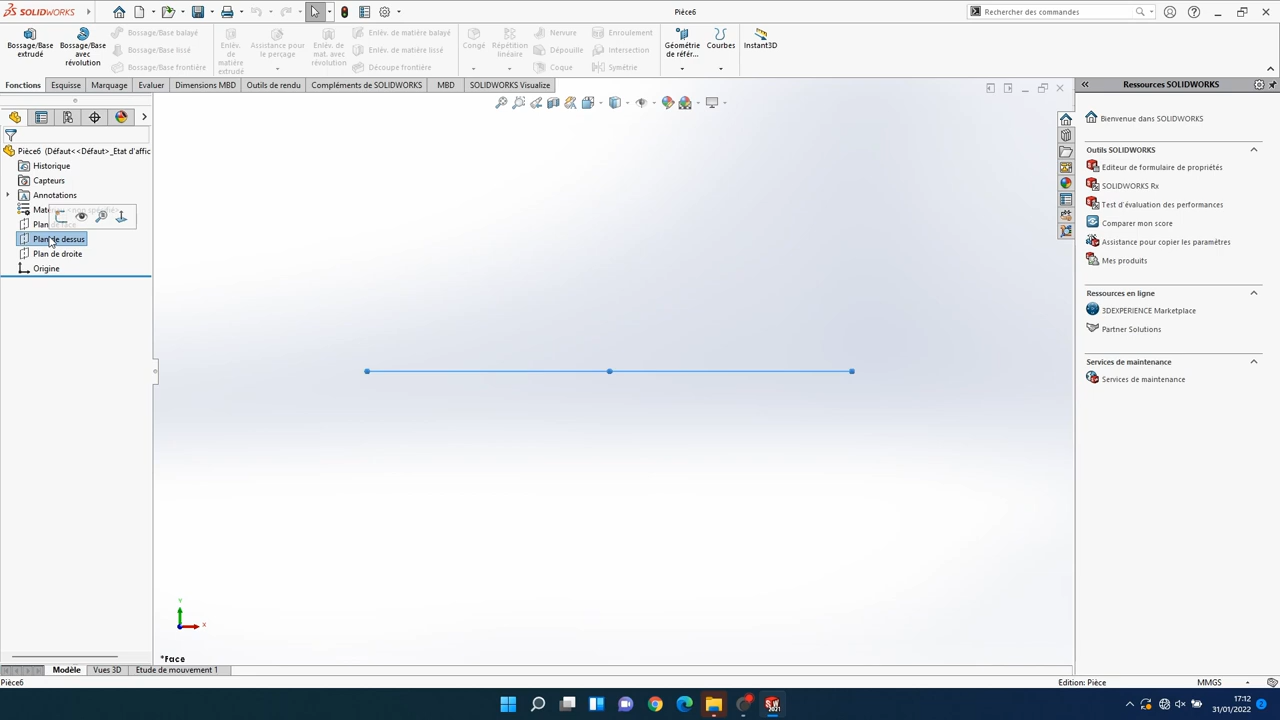 SOLIDWORKS
Pièce6
Rechercher des commandes
Bossage/Base
extrudé
Bossage/Base
avec
révolution
Bossage/Base balayé
Bossage/Base lissé
Bossage/Base frontière
Enlèv.
de
matière
extrudé
Assistance pour
le perçage
Enlèv.
de
mat. avec
révolution
Enlèv. de matière balayé
Enlèv. de matière lissé
Découpe frontière
Congé
Répétition
linéaire
Nervure
Dépouille
Coque
Enroulement
Intersection
Symétrie
Géométrie
de référ...
Courbes
Instant3D
Fonctions
Esquisse
Marquage
Evaluer
Dimensions MBD
Outils de rendu
Compléments de SOLIDWORKS
MBD
SOLIDWORKS Visualize
Pièce6 (Défaut<<Défaut>_Etat d'affic
Historique
Capteurs
Annotations
Plan de dessus
Plan de droite
Origine
Y
X
*Face
Modèle
Vues 3D
Etude de mouvement 1
Ressources SOLIDWORKS
Bienvenue dans SOLIDWORKS
Outils SOLIDWORKS
Editeur de formulaire de propriétés
SOLIDWORKS Rx
Test d'évaluation des performances
Comparer mon score
Assistance pour copier les paramètres
Mes produits
Ressources en ligne
3DEXPERIENCE Marketplace
Partner Solutions
Services de maintenance
Services de maintenance
Pièce6
Edition: Pièce
MMGS
17:12
31/01/2022